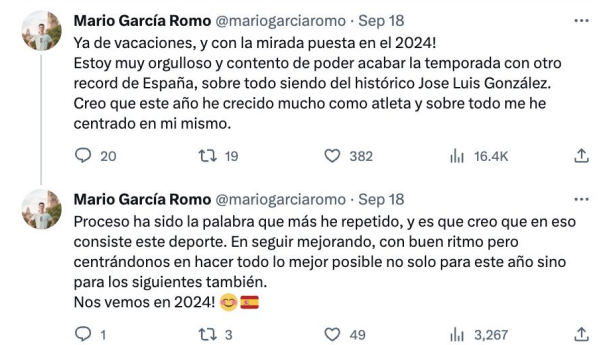 Mario García Romo @mariogarciaromo · Sep 18
Ya de vacaciones, y con la mirada puesta en el 2024!
Estoy muy orgulloso y contento de poder acabar la temporada con otro
record de España, sobre todo siendo del histórico Jose Luis González.
Creo que este año he crecido mucho como atleta y sobre todo me he
centrado en mi mismo.
20 19 382 16.4K
Mario García Romo @mariogarciaromo · Sep 18
Proceso ha sido la palabra que más he repetido, y es que creo que en eso
consiste este deporte. En seguir mejorando, con buen ritmo pero
centrándonos en hacer todo lo mejor posible no solo para este año sino
para los siguientes también.
Nos vemos en 2024! 😊🇪🇸
1 3 49 3,267